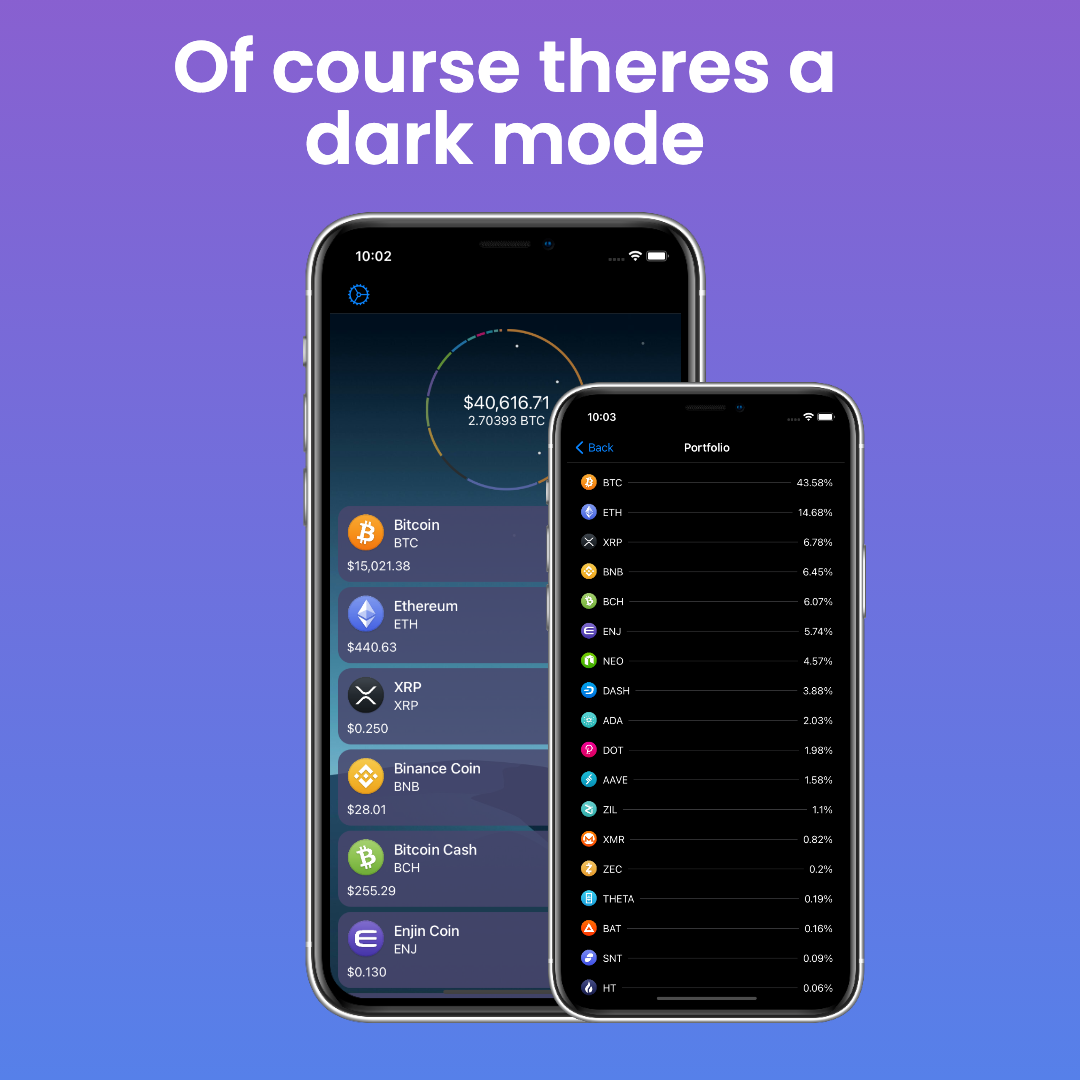 Of course theres a
dark mode
10:02
$40,616.71
2.70393 BTC
Bitcoin
BTC
$15,021.38
Ethereum
ETH
$440.63
XRP
XRP
$0.250
Binance Coin
BNB
$28.01
Bitcoin Cash
BCH
$255.29
Enjin Coin
ENJ
$0.130
10:03
Back Portfolio
BTC 43.58%
ETH 14.68%
XRP 6.78%
BNB 6.45%
BCH 6.07%
ENJ 5.74%
NEO 4.57%
DASH 3.88%
ADA 2.03%
DOT 1.98%
AAVE 1.58%
ZIL 1.1%
XMR 0.82%
ZEC 0.2%
THETA 0.19%
BAT 0.16%
SNT 0.09%
HT 0.06%